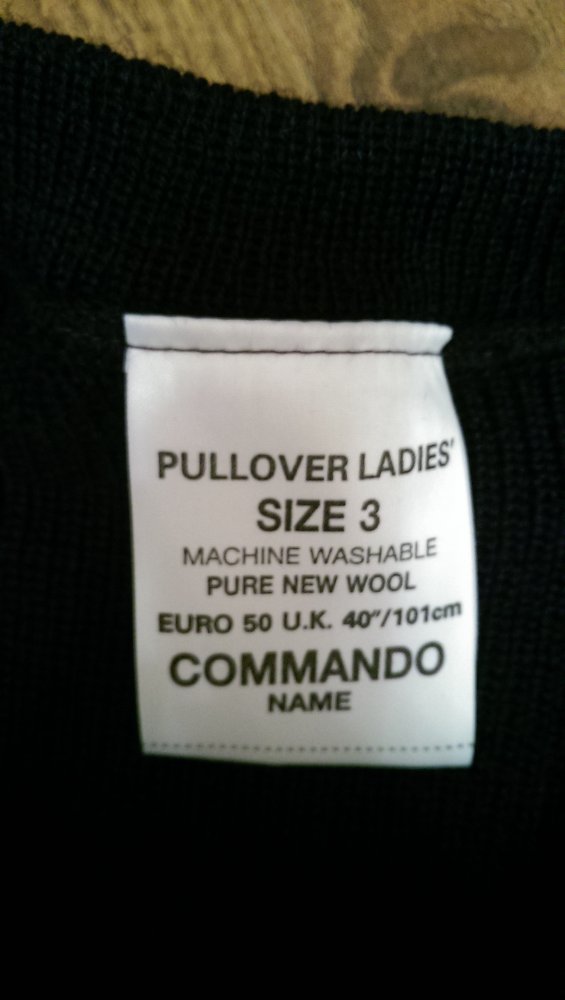 PULLOVER LADIES'
SIZE 3
MACHINE WASHABLE
PURE NEW WOOL
EURO 50 U.K. 40"/101cm
COMMANDO
NAME